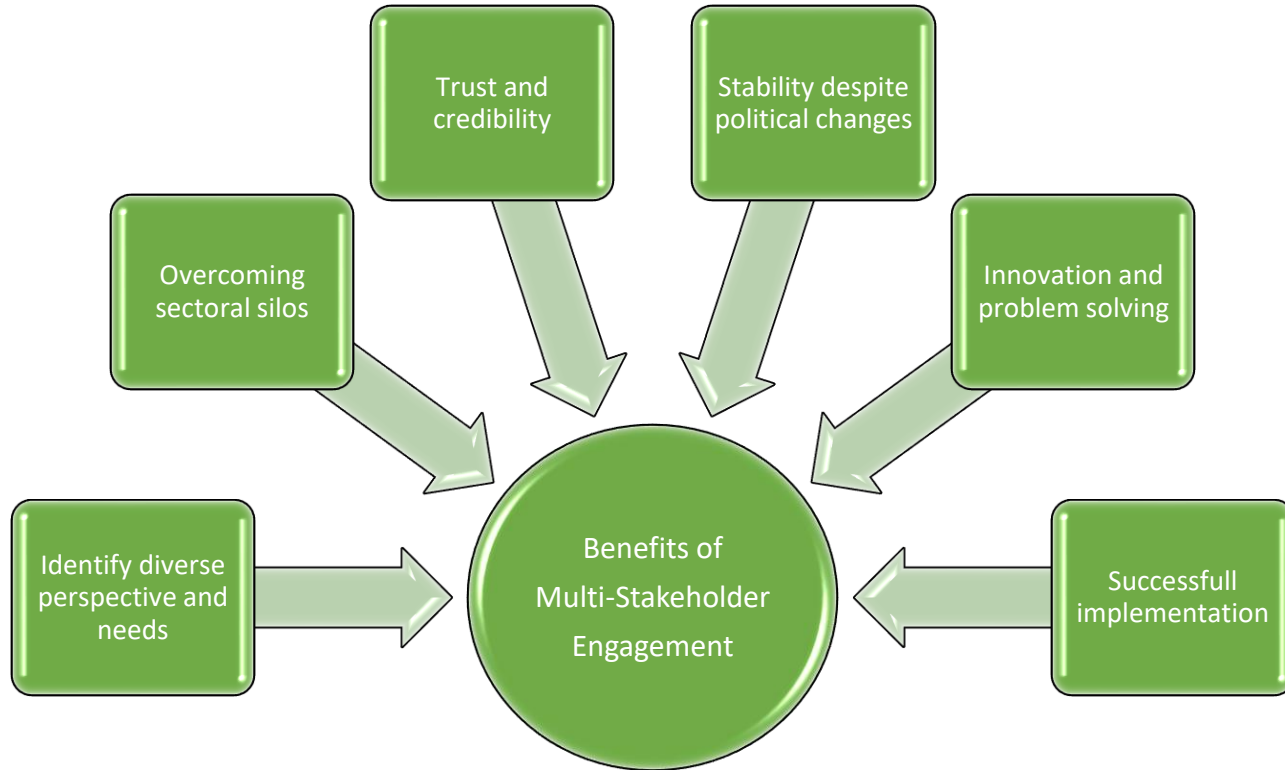 Trust and
credibility
Stability despite
political changes
Overcoming
sectoral silos
Innovation and
problem solving
Identify diverse
perspective and
needs
Benefits of
Multi-Stakeholder
Engagement
Successfull
implementation